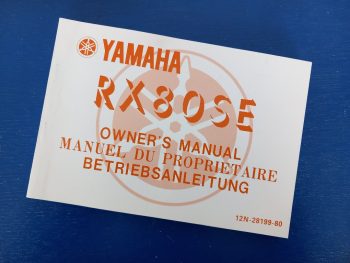 YAMAHA
RX80SE
OWNER'S MANUAL
MANUEL DU PROPRIETAIRE
BETRIEBSANLEITUNG
12N-28199-80